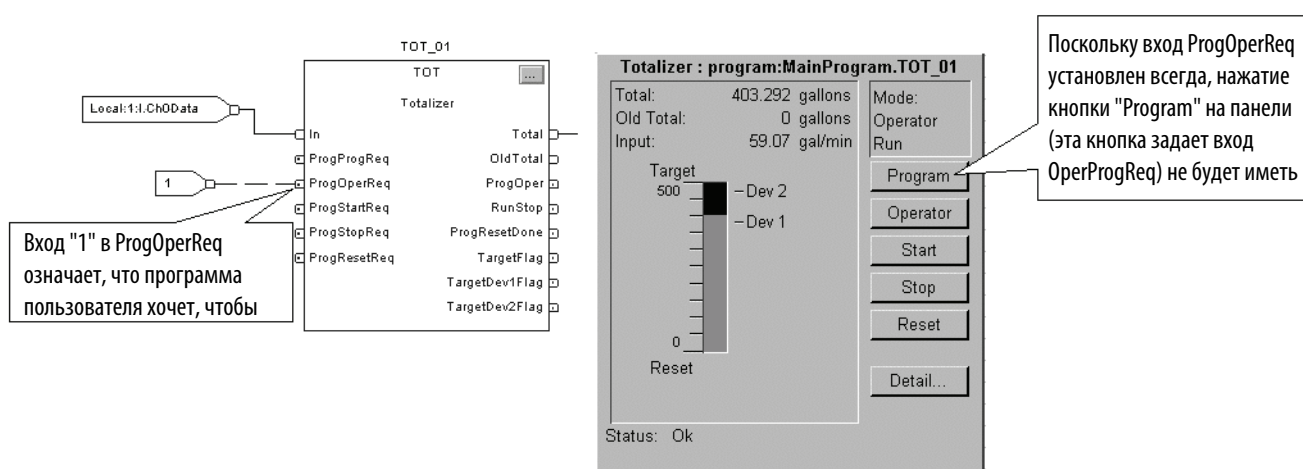 TOT_01
TOT
...
Totalizer
Local:1:I.Ch0Data
In
Total
ProgProgReq
OldTotal
1
ProgOperReq
ProgOper
ProgStartReq
RunStop
ProgStopReq
ProgResetDone
ProgResetReq
TargetFlag
TargetDev1Flag
TargetDev2Flag
Вход "1" в ProgOperReq
означает, что программа
пользователя хочет, чтобы
Totalizer : program:MainProgram.TOT_01
Total: 403.292 gallons
Old Total: 0 gallons
Input: 59.07 gal/min
Mode:
Operator
Run
Target
500
Dev 2
Dev 1
0
Reset
Program
Operator
Start
Stop
Reset
Detail...
Status: Ok
Поскольку вход ProgOperReq
установлен всегда, нажатие
кнопки "Program" на панели
(эта кнопка задает вход
OperProgReq) не будет иметь